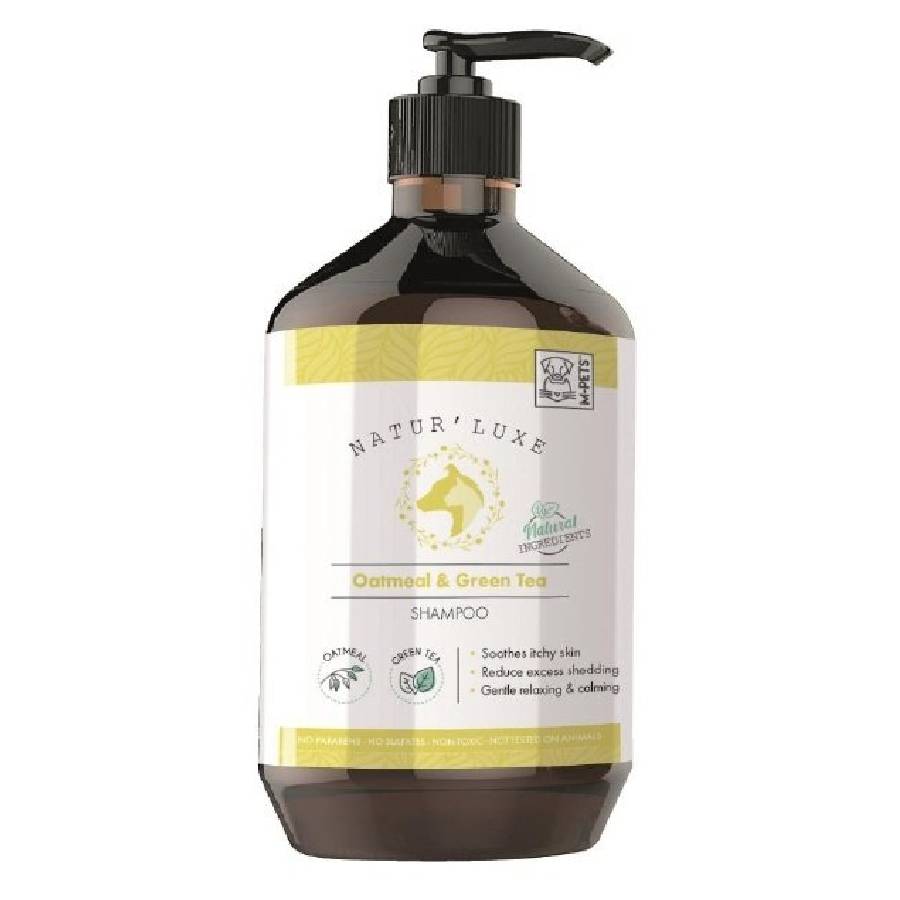 M-PETS
NATUR' LUXE
Natural
INGREDIENTS
Oatmeal & Green Tea
SHAMPOO
OATMEAL
GREEN TEA
• Soothes itchy skin
• Reduce excess shedding
• Gentle relaxing & calming
NO PARABENS - NO SULFATES - NON-TOXIC - NOT TESTED ON ANIMALS